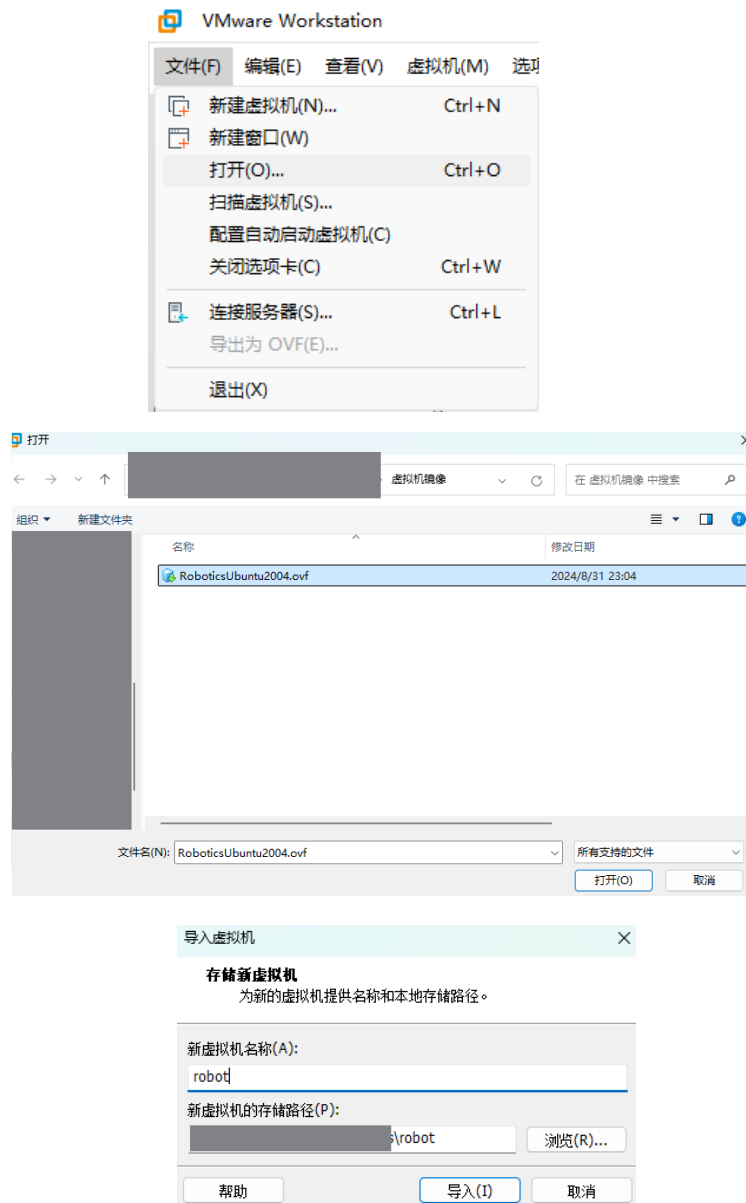 VMware Workstation
文件(F) 编辑(E) 查看(V) 虚拟机(M)
新建虚拟机(N)... Ctrl+N
新建窗口(W)
打开(O)... Ctrl+O
扫描虚拟机(S)...
配置自动启动虚拟机(C)
关闭选项卡(C) Ctrl+W
连接服务器(S)... Ctrl+L
导出为 OVF(E)...
退出(X)
打开
虚拟机镜像 在 虚拟机镜像 中搜索
组织 新建文件夹
名称 修改日期
RoboticsUbuntu2004.ovf 2024/8/31 23:04
文件名(N): RoboticsUbuntu2004.ovf 所有支持的文件
打开(O) 取消
导入虚拟机
存储新虚拟机
为新的虚拟机提供名称和本地存储路径。
新虚拟机名称(A):
robot
新虚拟机的存储路径(P):
\robot 浏览(R)...
帮助 导入(I) 取消